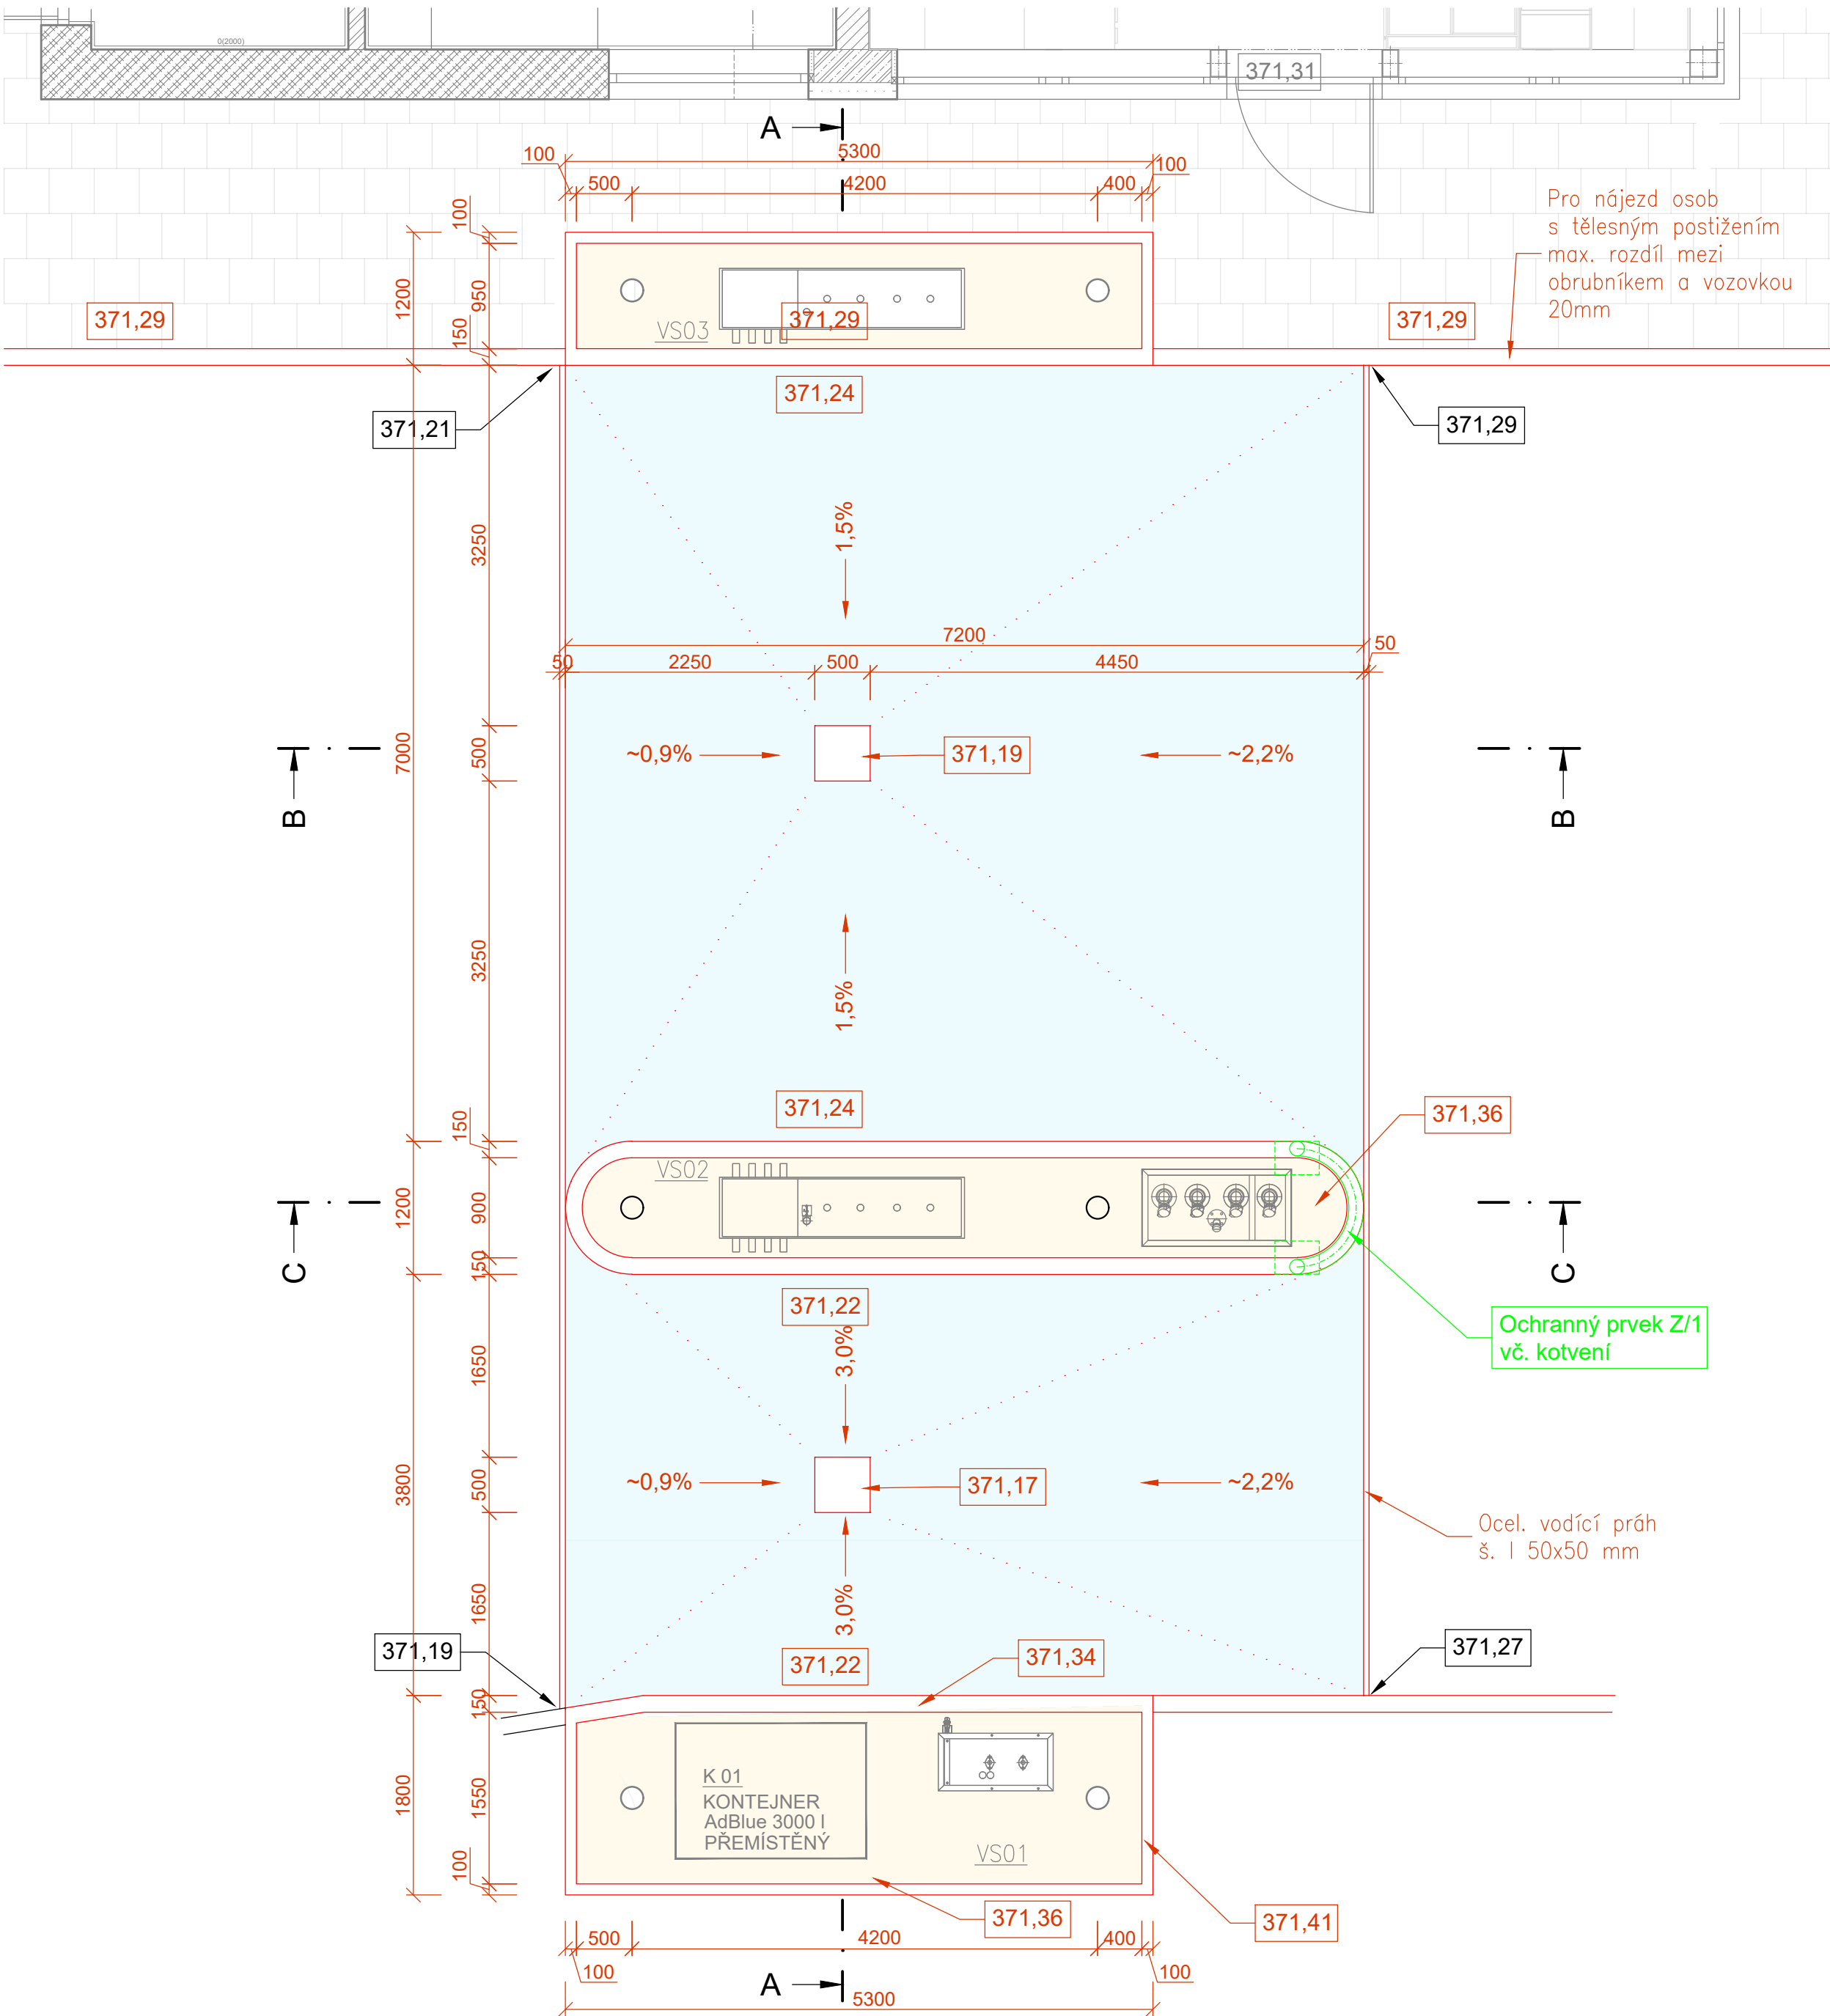 0(2000)
371,31
A
5300
100
100
500
4200
400
Pro nájezd osob
s tělesným postižením
max. rozdíl mezi
obrubníkem a vozovkou
20mm
100
1200
950
150
371,29
VS03
371,29
371,29
371,24
371,21
371,29
3250
1,5%
7200
50
2250
500
4450
50
7000
500
~0,9%
371,19
~2,2%
B
B
3250
1,5%
371,24
371,36
150
VS02
1200
900
150
C
C
371,22
Ochranný prvek Z/1
vč. kotvení
3,0%
1650
3800
500
~0,9%
371,17
~2,2%
Ocel. vodící práh
š. I 50x50 mm
1650
3,0%
371,19
371,22
371,34
371,27
150
K 01
KONTEJNER
AdBlue 3000 l
PŘEMÍSTĚNÝ
VS01
1800
1550
100
371,36
371,41
500
4200
400
100
100
A
5300